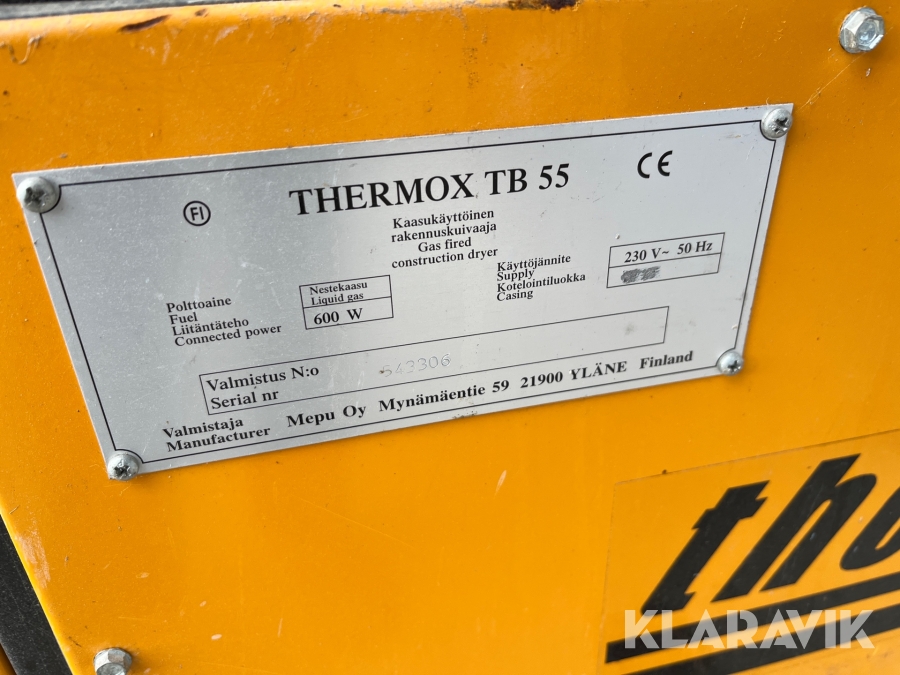 THERMOX TB 55
CE
FI
Kaasukäyttöinen
rakennuskuivaaja
Gas fired
construction dryer
Polttoaine
Fuel
Nestekaasu
Liquid gas
Liitäntäteho
Connected power
600 W
Käyttöjännite
Supply
230 V~ 50 Hz
Kotelointiluokka
Casing
Valmistus N:o
Serial nr
543306
Valmistaja
Manufacturer
Mepu Oy Mynämäentie 59 21900 YLÄNE Finland
KLARAVIK